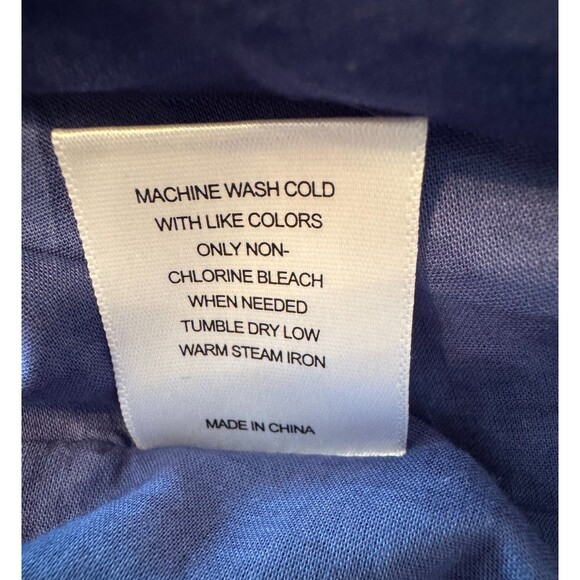 MACHINE WASH COLD
WITH LIKE COLORS
ONLY NON-
CHLORINE BLEACH
WHEN NEEDED
TUMBLE DRY LOW
WARM STEAM IRON
MADE IN CHINA